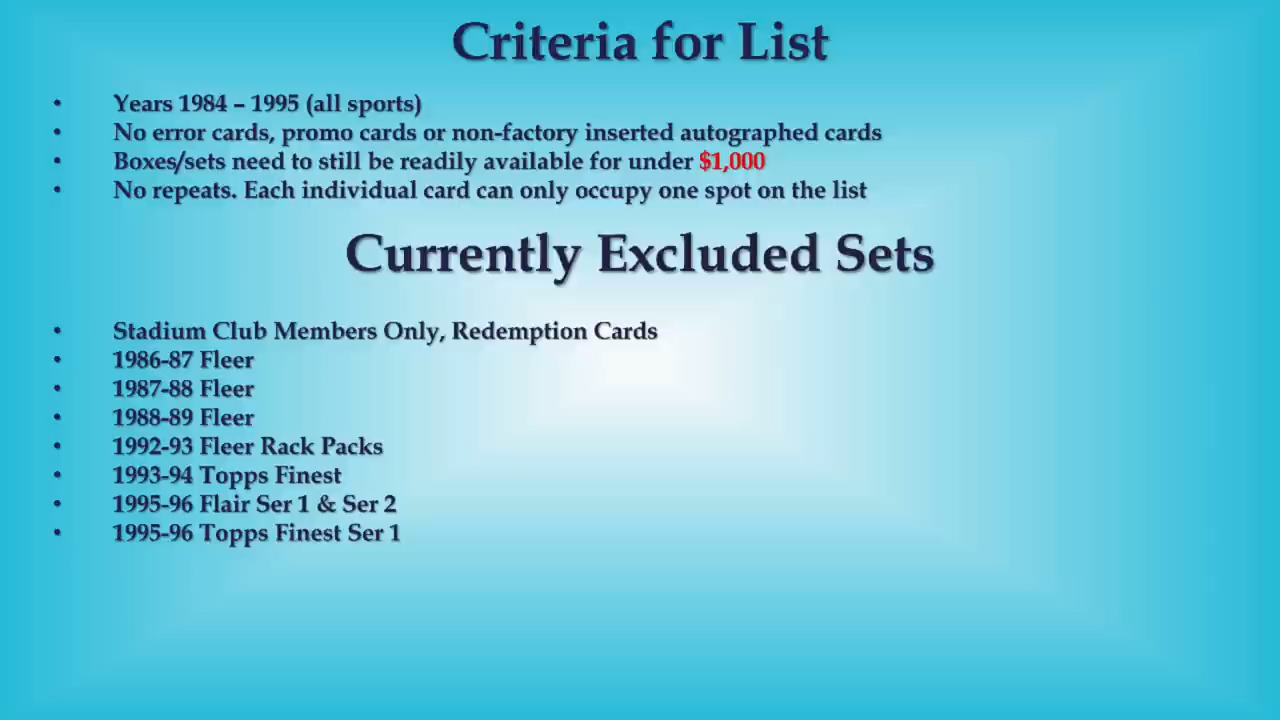 Criteria for List
• Years 1984 – 1995 (all sports)
• No error cards, promo cards or non-factory inserted autographed cards
• Boxes/sets need to still be readily available for under $1,000
• No repeats. Each individual card can only occupy one spot on the list
Currently Excluded Sets
• Stadium Club Members Only, Redemption Cards
• 1986-87 Fleer
• 1987-88 Fleer
• 1988-89 Fleer
• 1992-93 Fleer Rack Packs
• 1993-94 Topps Finest
• 1995-96 Flair Ser 1 & Ser 2
• 1995-96 Topps Finest Ser 1